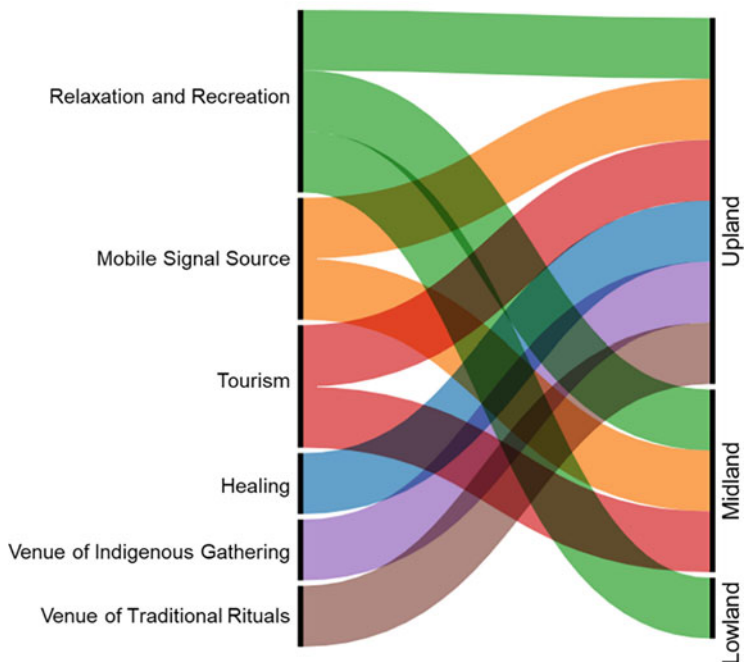 Relaxation and Recreation
Mobile Signal Source
Tourism
Healing
Venue of Indigenous Gathering
Venue of Traditional Rituals
Upland
Midland
Lowland